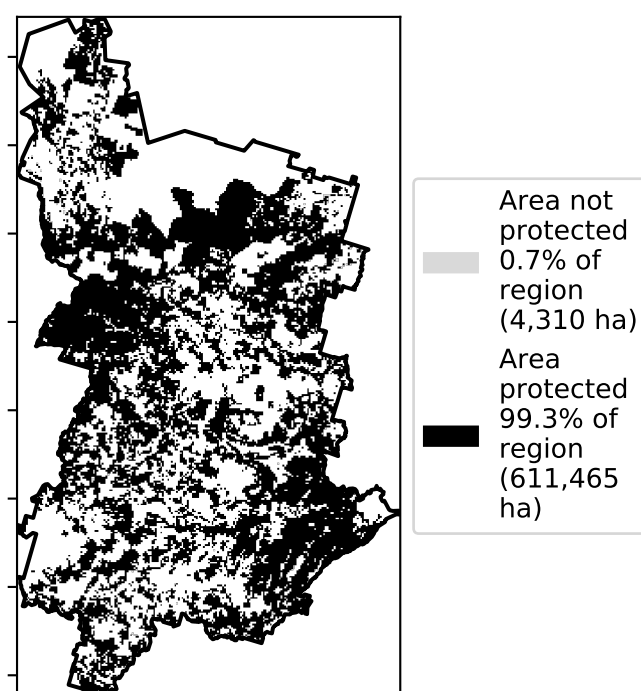 Area not
protected
0.7% of
region
(4,310 ha)
Area
protected
99.3% of
region
(611,465
ha)